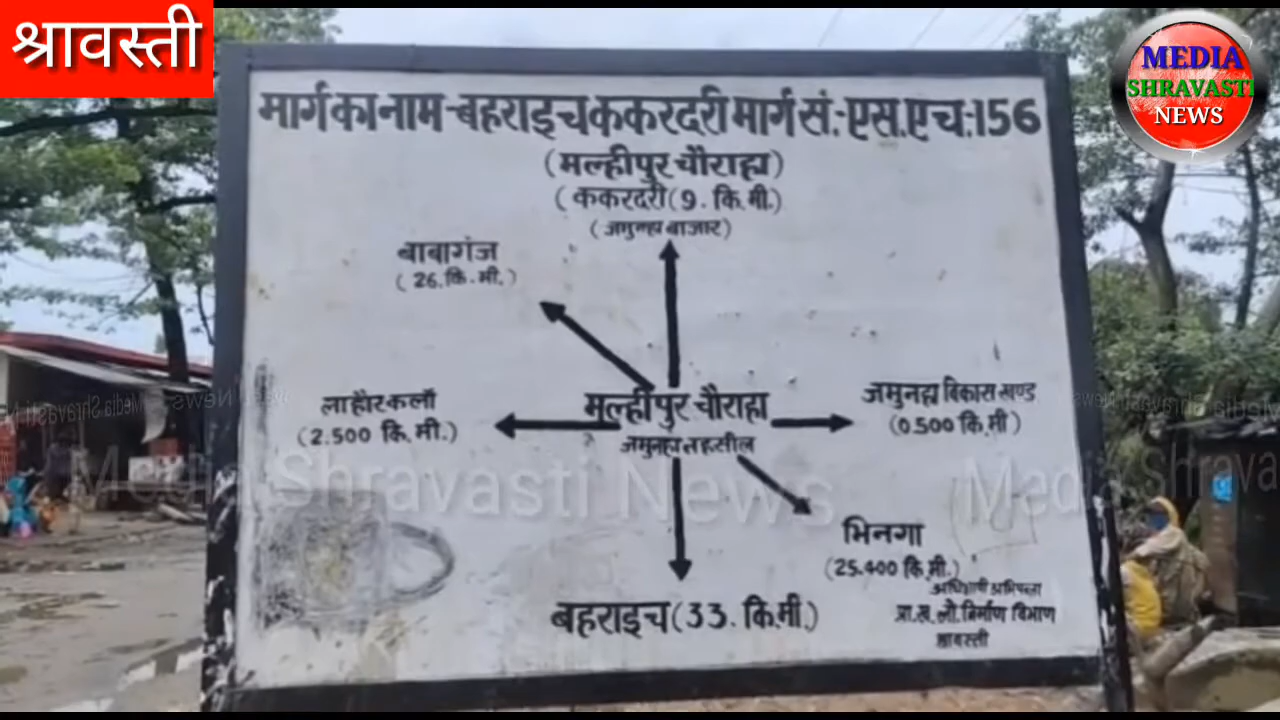 श्रावस्ती
MEDIA
SHRAVASTI
NEWS
मार्ग का नाम-बहराइच ककरदरी मार्ग सं.-एस.एच.-156
(मल्हीपुर चौराहा)
(ककरदरी (9. कि.मी.)
(जमुनहा बाजार)
बाबागंज
(26. कि.मी.)
लाहौर कलॉ
(2.500 कि.मी.)
मल्हीपुर चौराहा
जमुनहा तहसील
जमुनहा विकास खण्ड
(0.500 कि.मी)
भिनगा
(25.400 कि.मी.)
बहराइच (33. कि.मी.)
अधिशाषी अभियन्ता
प्रा.ख.लो.निर्माण विभाग
श्रावस्ती
Media Shravasti News